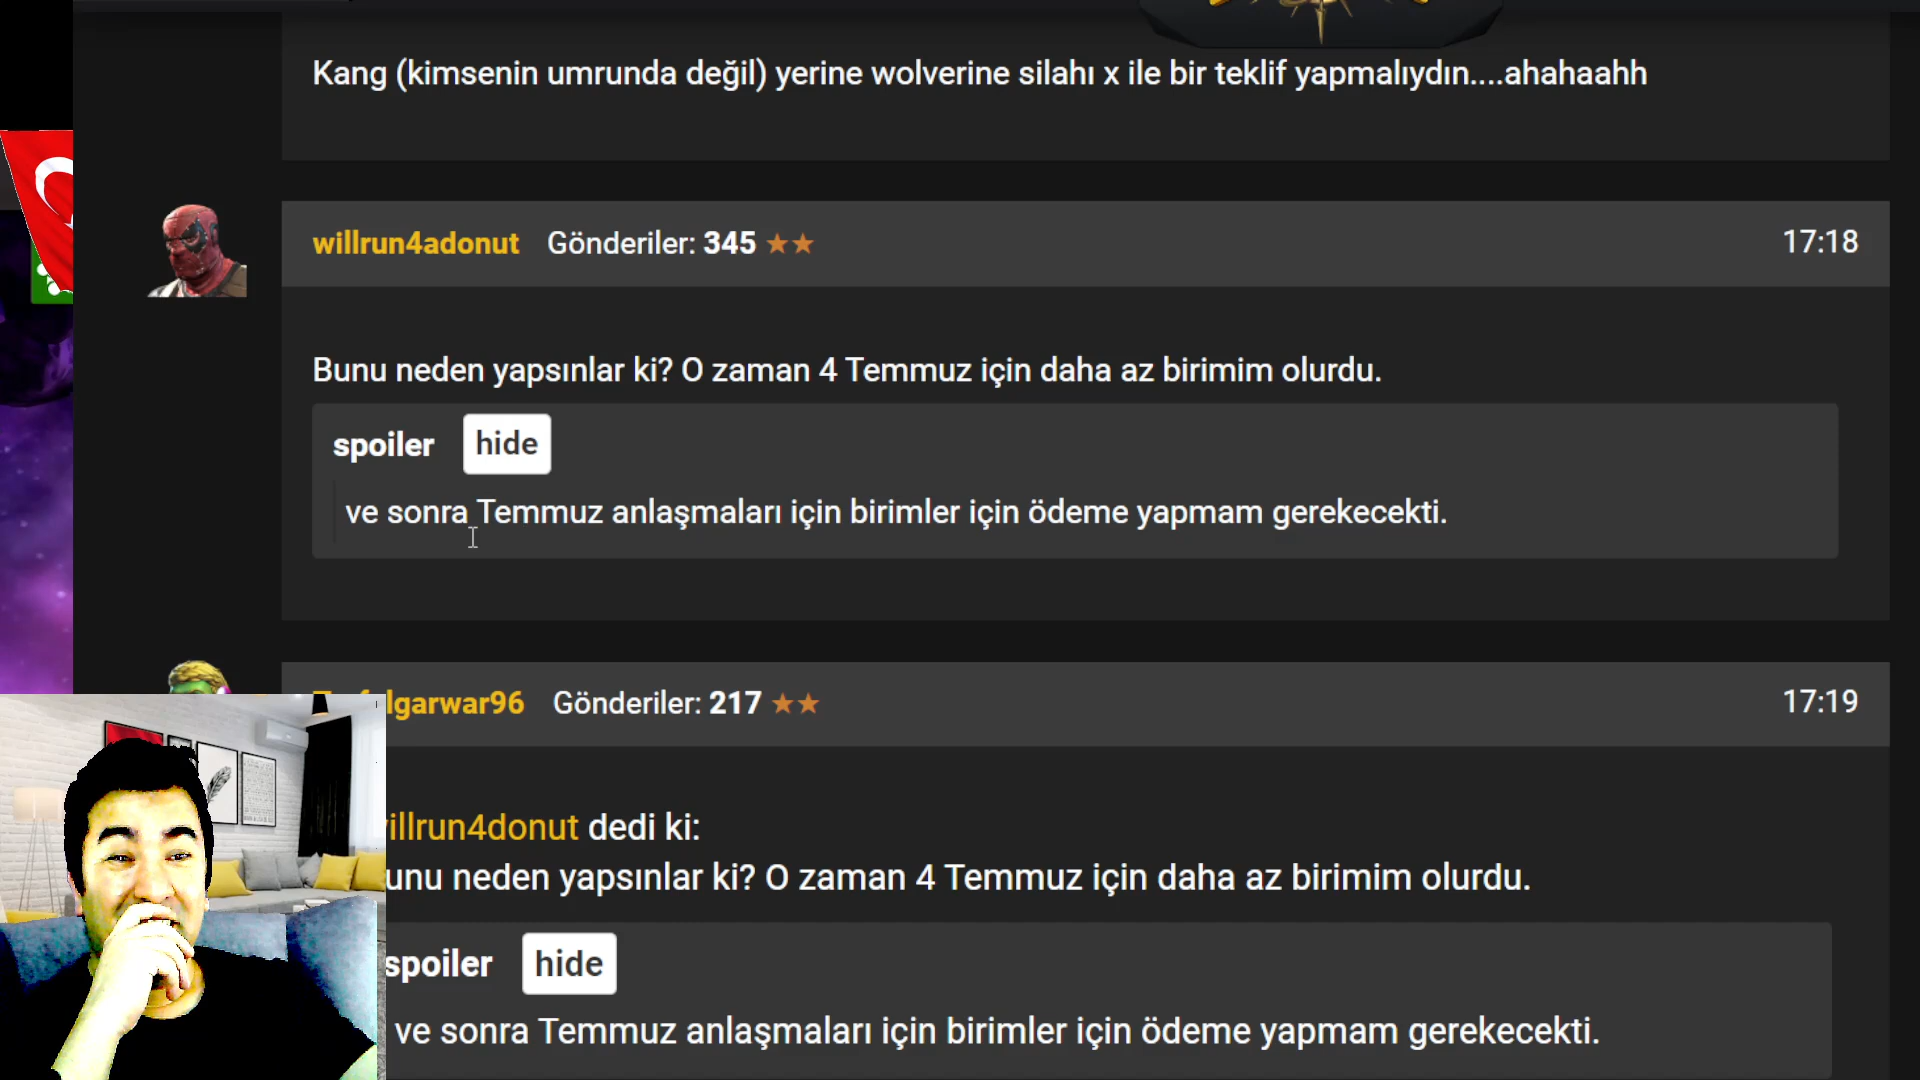 Kang (kimsenin umrunda değil) yerine wolverine silahı x ile bir teklif yapmalıydın....ahahaahh
willrun4adonut Gönderiler: 345 17:18
Bunu neden yapsınlar ki? O zaman 4 Temmuz için daha az birimim olurdu.
spoiler hide
ve sonra Temmuz anlaşmaları için birimler için ödeme yapmam gerekecekti.
lgarwar96 Gönderiler: 217 17:19
illrun4donut dedi ki:
unu neden yapsınlar ki? O zaman 4 Temmuz için daha az birimim olurdu.
spoiler hide
ve sonra Temmuz anlaşmaları için birimler için ödeme yapmam gerekecekti.